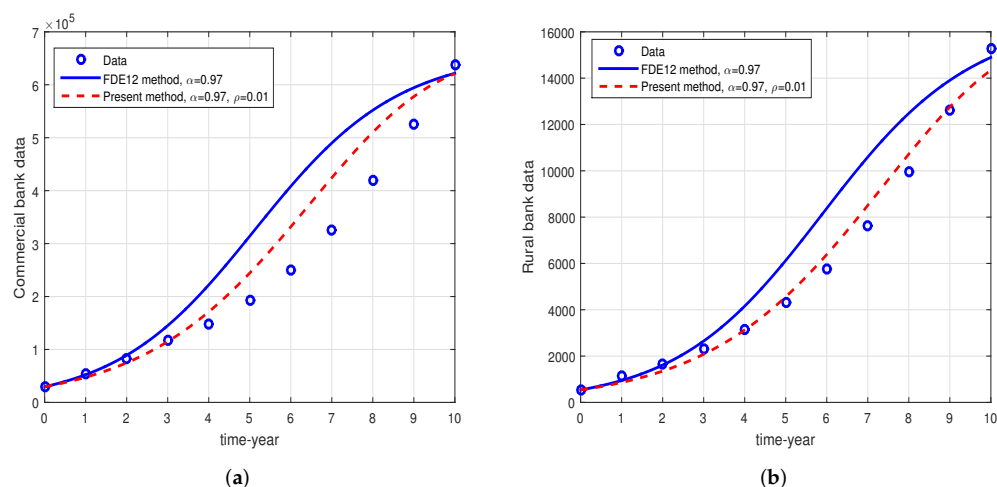 ×10⁵
7
6
5
4
3
2
1
0
Commercial bank data
Data
FDE12 method, α=0.97
Present method, α=0.97, ρ=0.01
0 1 2 3 4 5 6 7 8 9 10
time-year
(a)
16000
14000
12000
10000
8000
6000
4000
2000
0
Rural bank data
Data
FDE12 method, α=0.97
Present method, α=0.97, ρ=0.01
0 1 2 3 4 5 6 7 8 9 10
time-year
(b)